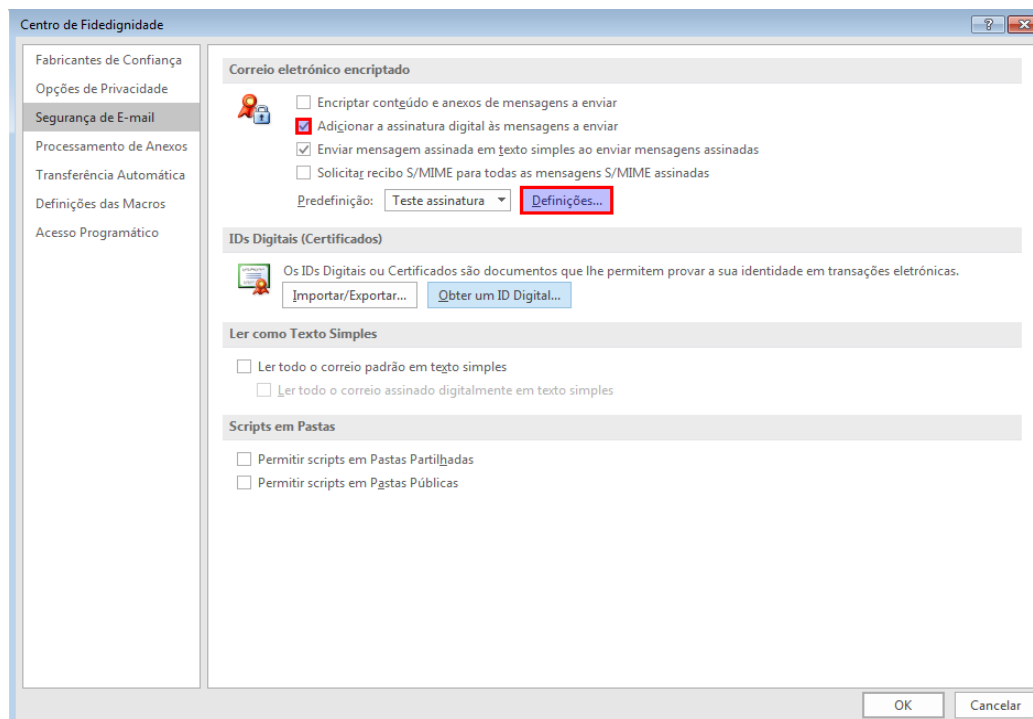 Centro de Fidedignidade
?
Fabricantes de Confiança
Opções de Privacidade
Segurança de E-mail
Processamento de Anexos
Transferência Automática
Definições das Macros
Acesso Programático
Correio eletrónico encriptado
Encriptar conteúdo e anexos de mensagens a enviar
Adicionar a assinatura digital às mensagens a enviar
Enviar mensagem assinada em texto simples ao enviar mensagens assinadas
Solicitar recibo S/MIME para todas as mensagens S/MIME assinadas
Predefinição: Teste assinatura Definições...
IDs Digitais (Certificados)
Os IDs Digitais ou Certificados são documentos que lhe permitem provar a sua identidade em transações eletrónicas.
Importar/Exportar... Obter um ID Digital...
Ler como Texto Simples
Ler todo o correio padrão em texto simples
Ler todo o correio assinado digitalmente em texto simples
Scripts em Pastas
Permitir scripts em Pastas Partilhadas
Permitir scripts em Pastas Públicas
OK Cancelar